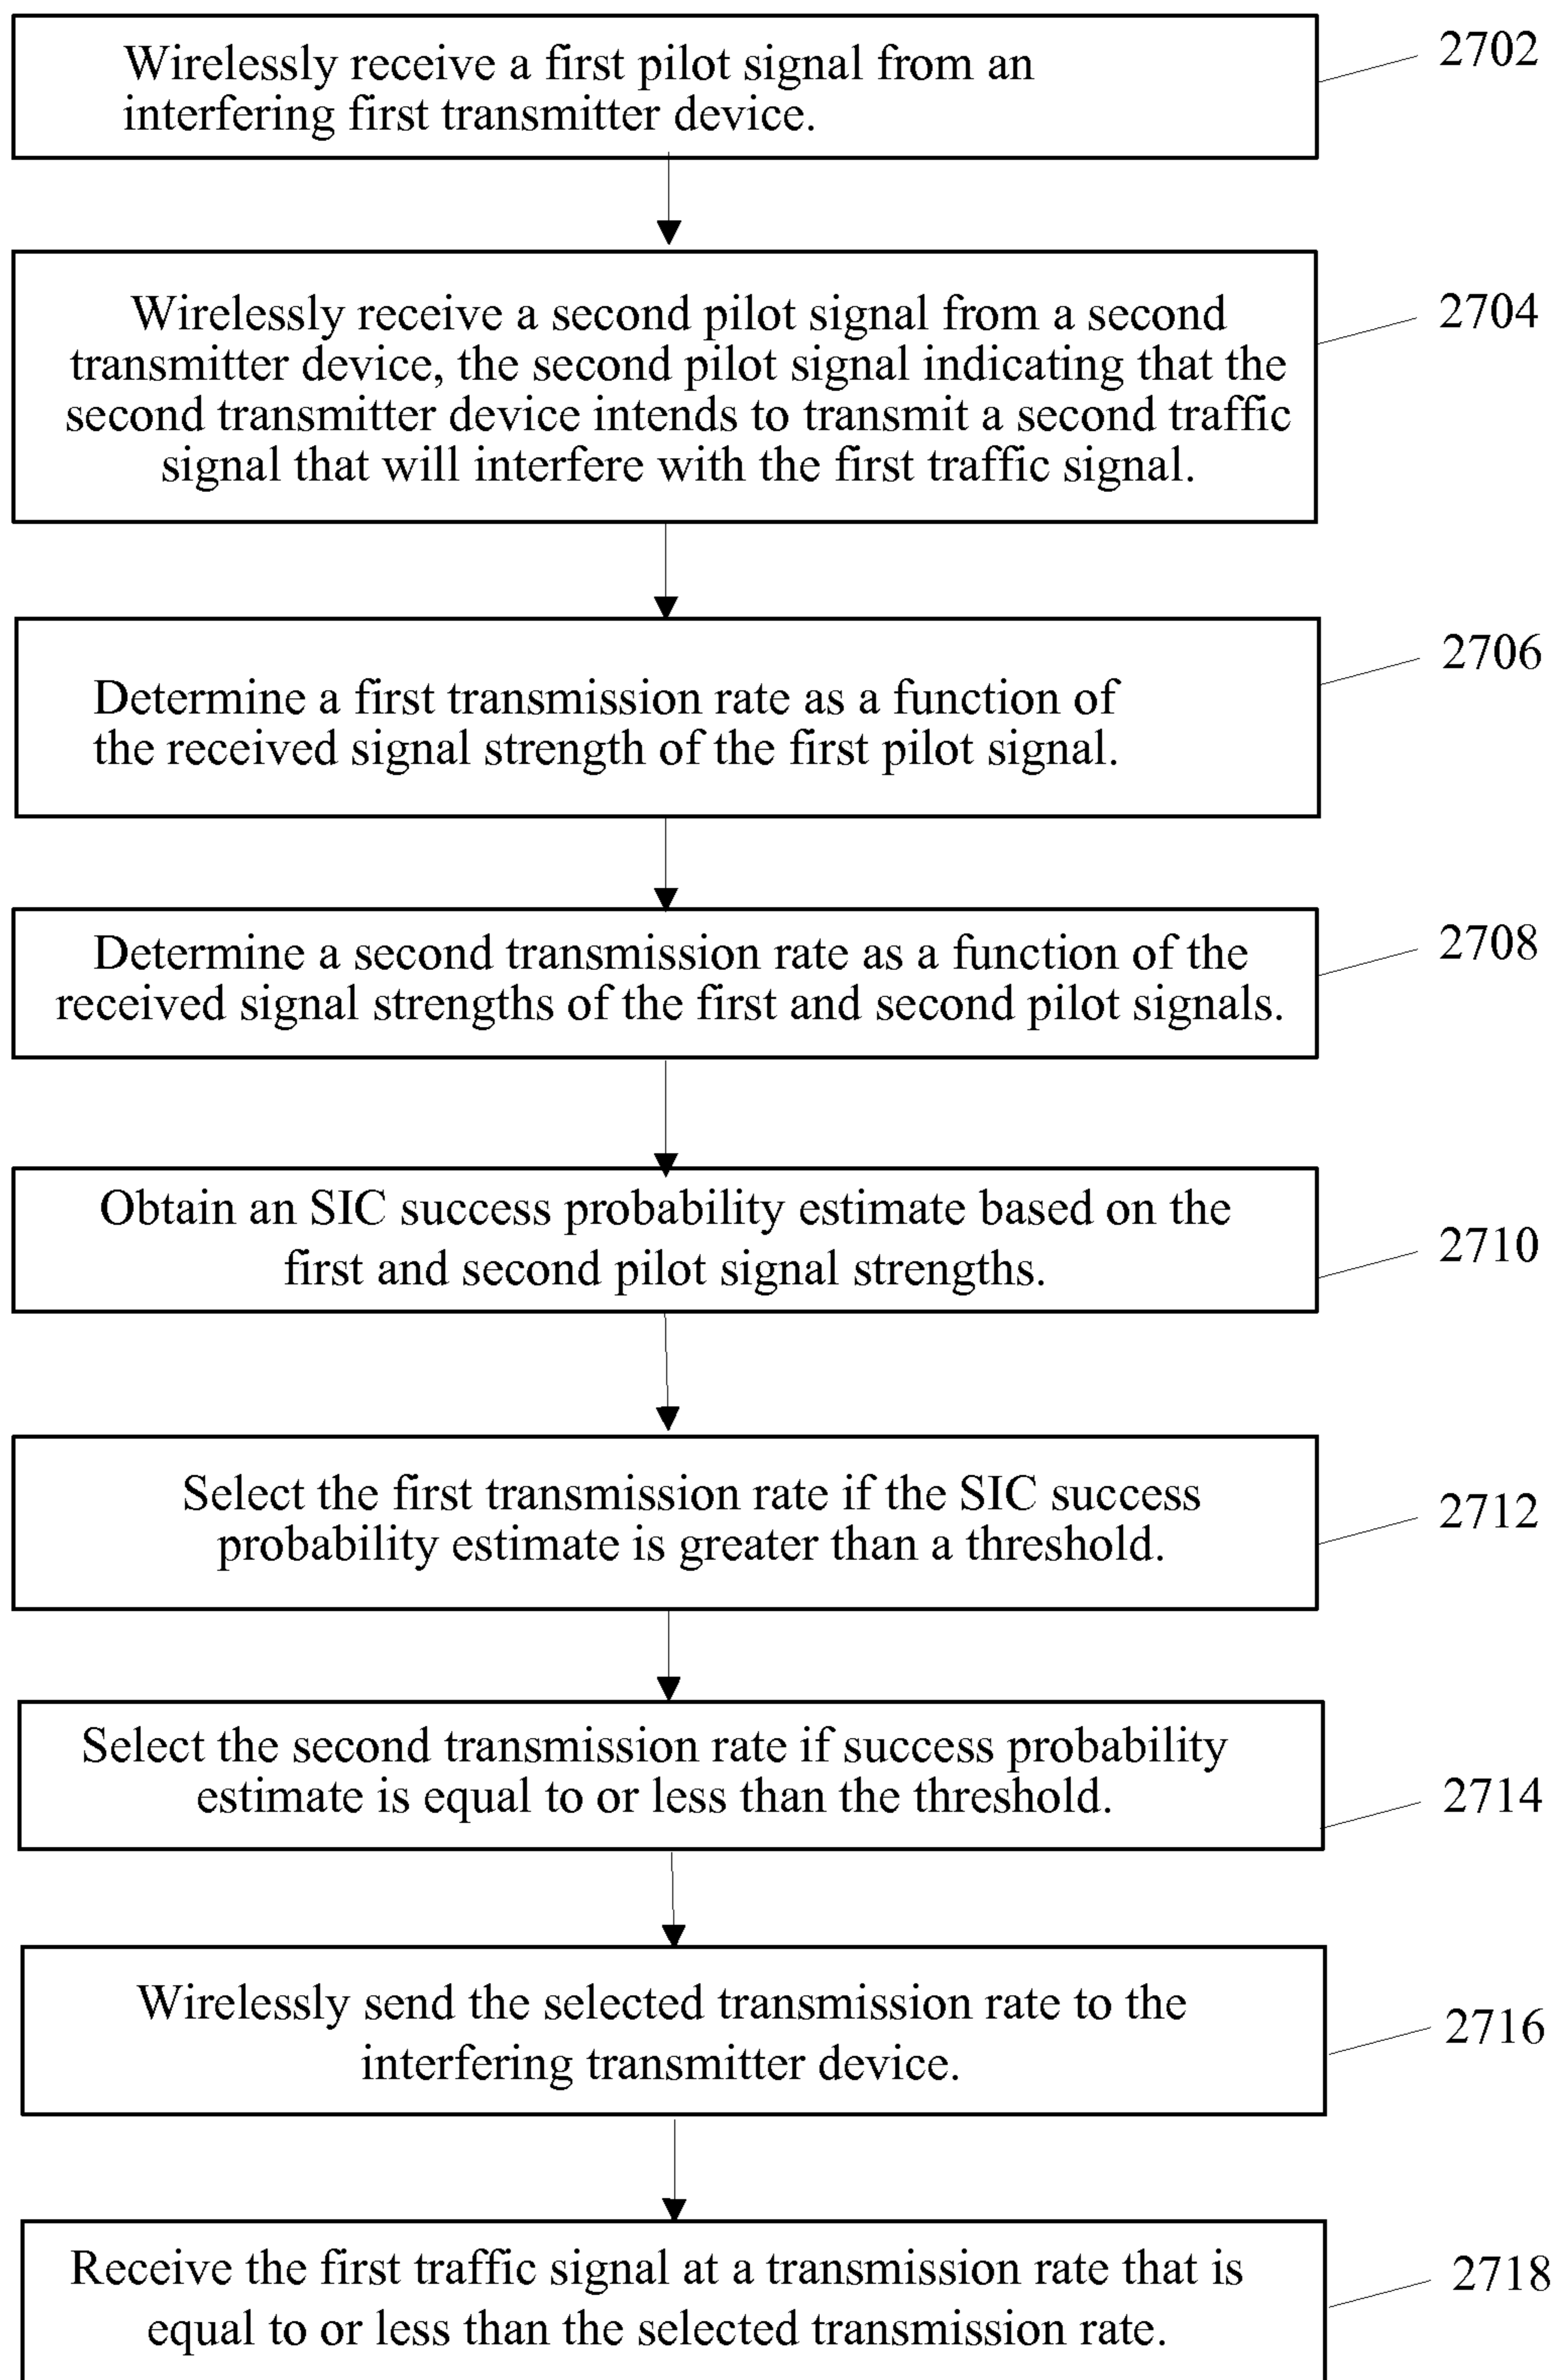 Wirelessly receive a first pilot signal from an
interfering first transmitter device.
2702
Wirelessly receive a second pilot signal from a second
transmitter device, the second pilot signal indicating that the
second transmitter device intends to transmit a second traffic
signal that will interfere with the first traffic signal.
2704
Determine a first transmission rate as a function of
the received signal strength of the first pilot signal.
2706
Determine a second transmission rate as a function of the
received signal strengths of the first and second pilot signals.
2708
Obtain an SIC success probability estimate based on the
first and second pilot signal strengths.
2710
Select the first transmission rate if the SIC success
probability estimate is greater than a threshold.
2712
Select the second transmission rate if success probability
estimate is equal to or less than the threshold.
2714
Wirelessly send the selected transmission rate to the
interfering transmitter device.
2716
Receive the first traffic signal at a transmission rate that is
equal to or less than the selected transmission rate.
2718